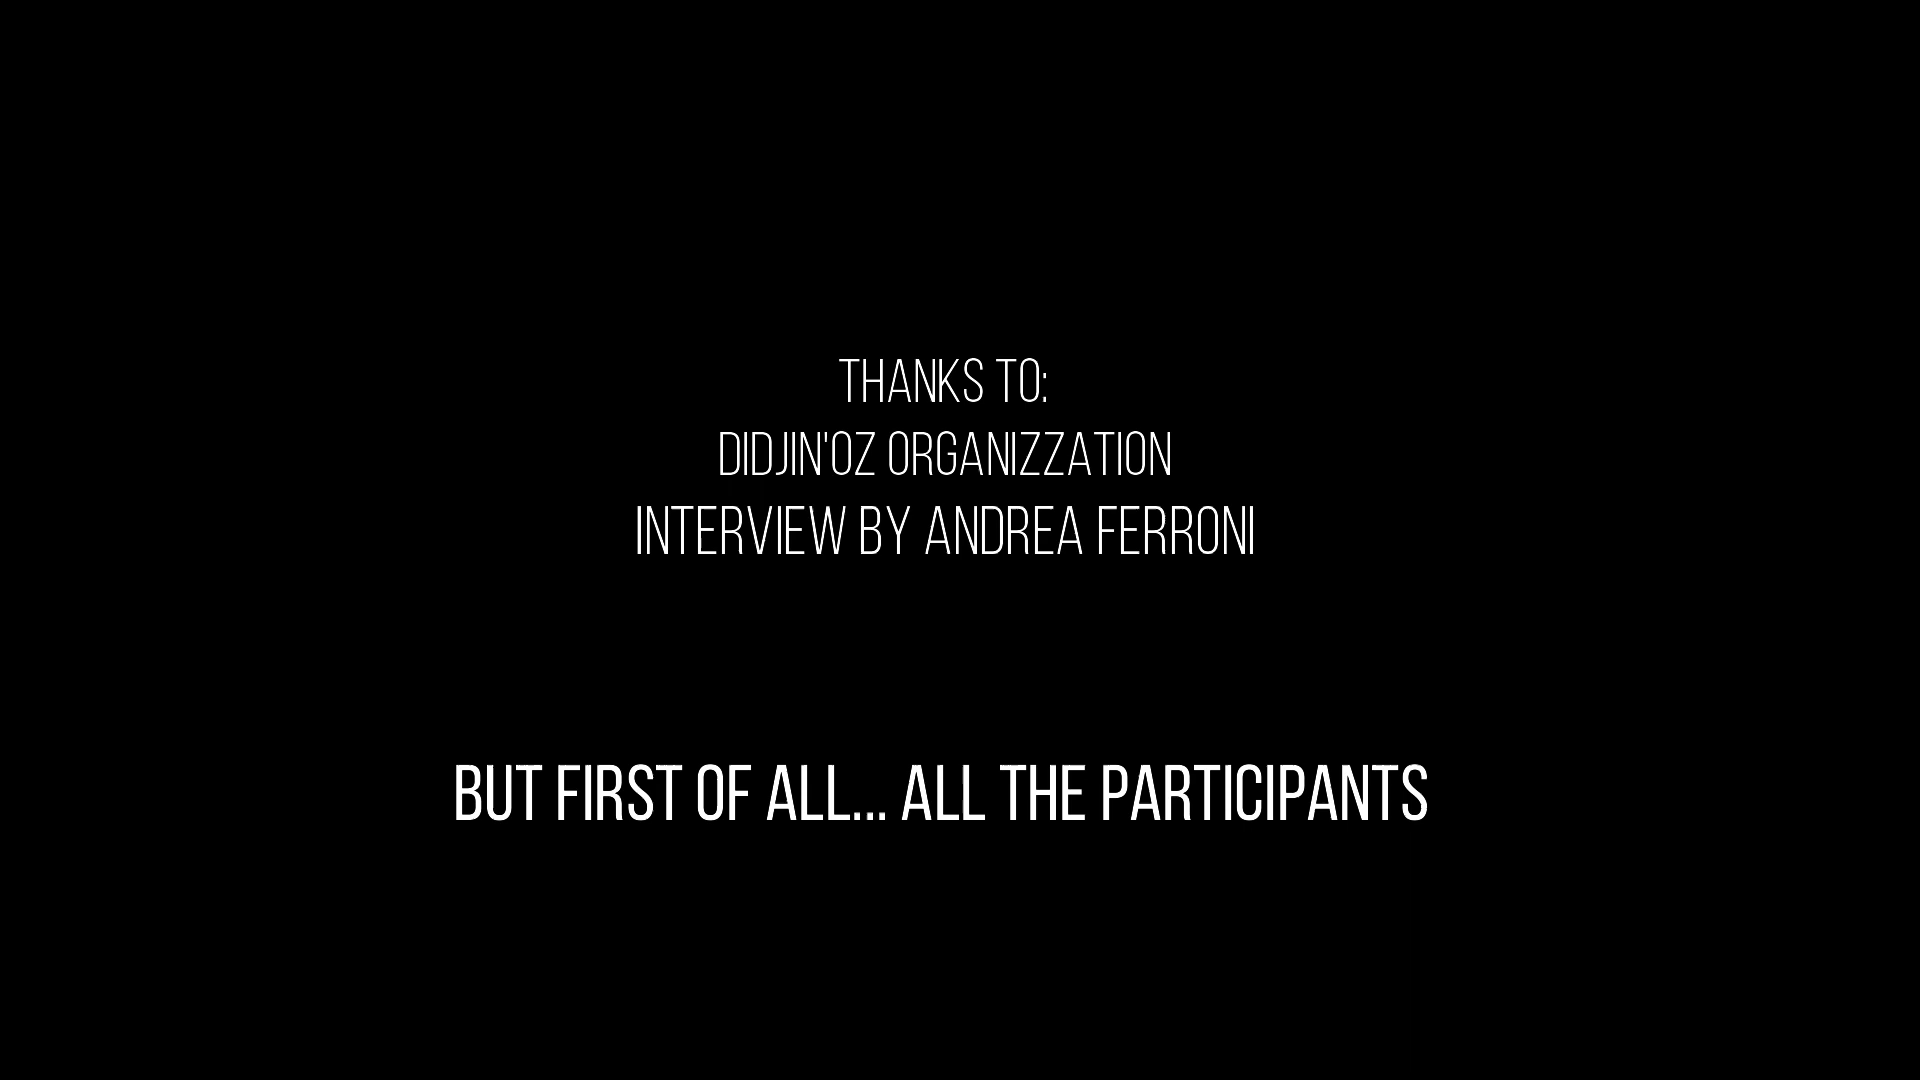 THANKS TO:
DIDJIN'OZ ORGANIZZATION
INTERVIEW BY ANDREA FERRONI
BUT FIRST OF ALL... ALL THE PARTICIPANTS